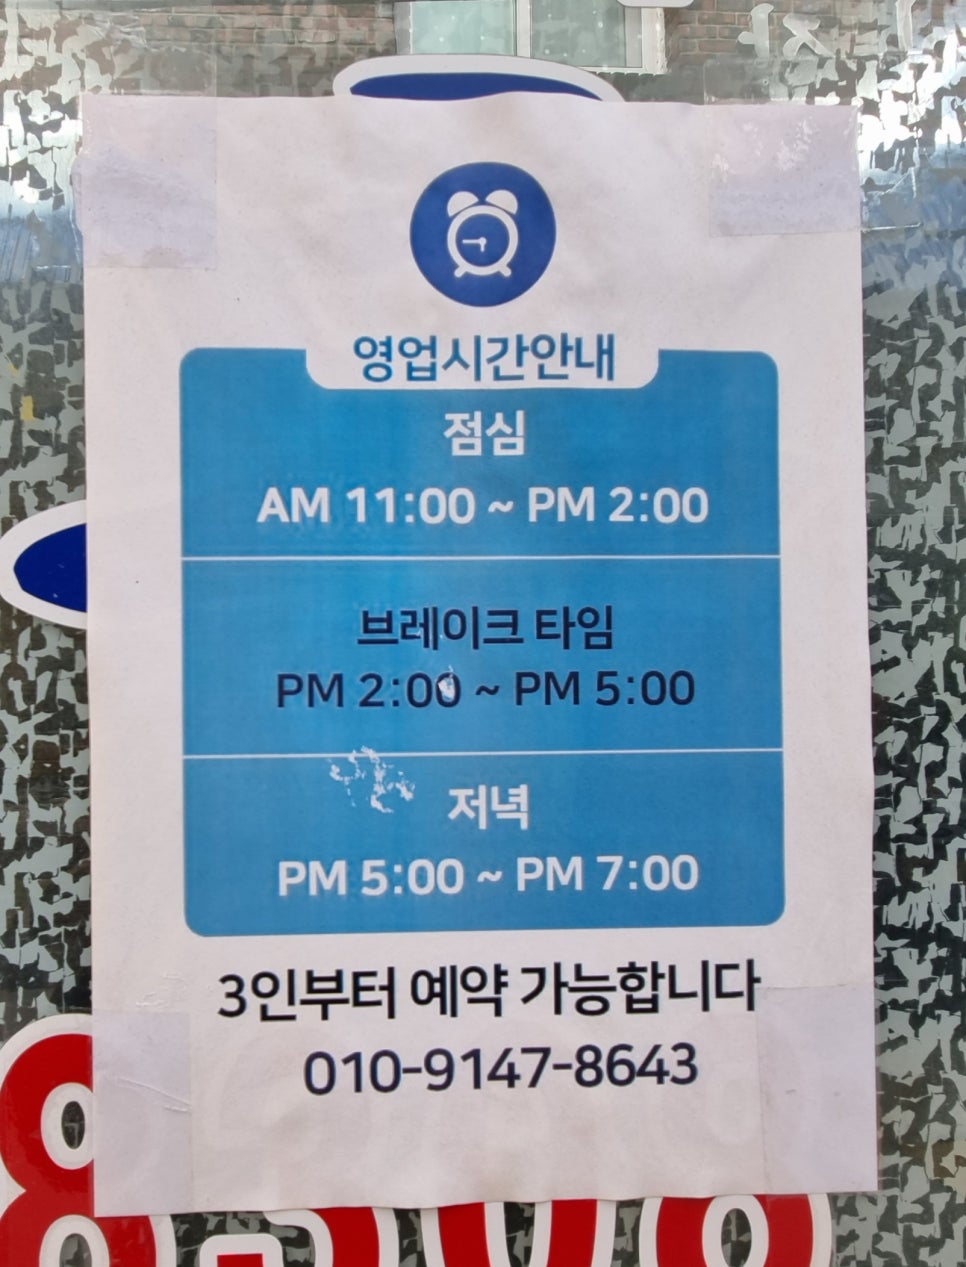 영업시간안내
점심
AM 11:00 ~ PM 2:00
브레이크 타임
PM 2:00 ~ PM 5:00
저녁
PM 5:00 ~ PM 7:00
3인부터 예약 가능합니다
010-9147-8643